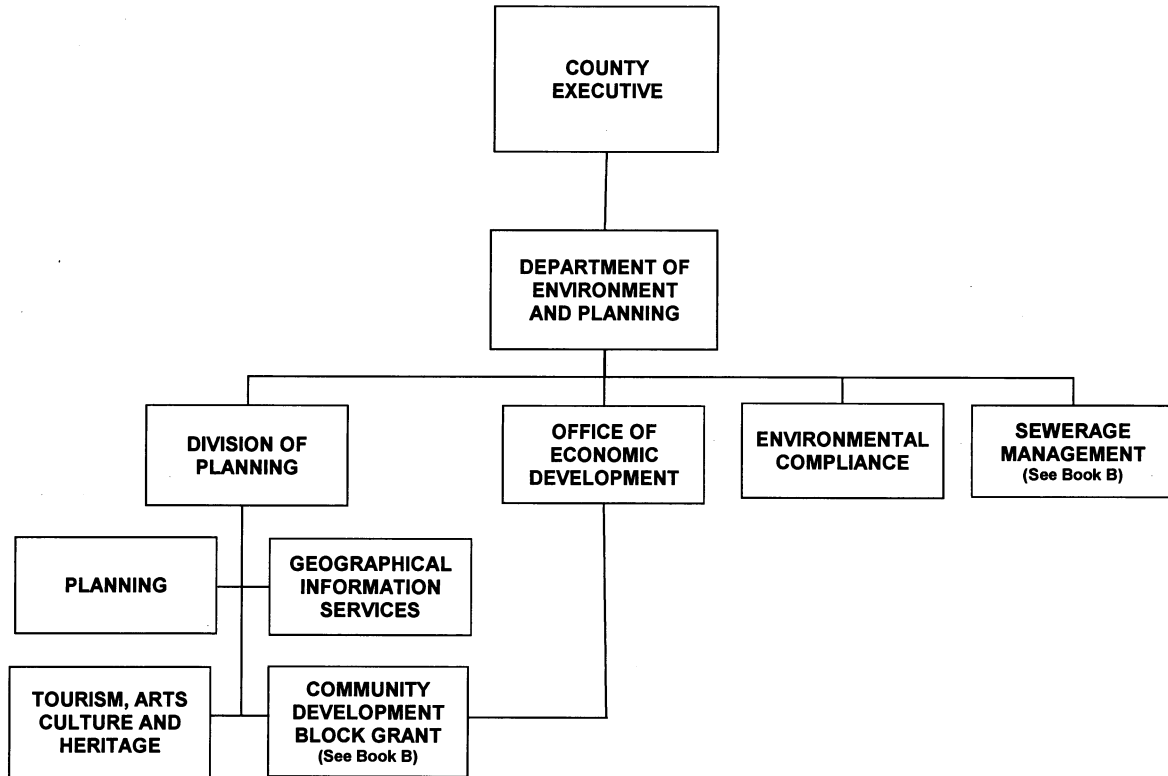 COUNTY
EXECUTIVE
DEPARTMENT OF
ENVIRONMENT
AND PLANNING
DIVISION OF
PLANNING
OFFICE OF
ECONOMIC
DEVELOPMENT
ENVIRONMENTAL
COMPLIANCE
SEWERAGE
MANAGEMENT
(See Book B)
PLANNING
GEOGRAPHICAL
INFORMATION
SERVICES
TOURISM, ARTS
CULTURE AND
HERITAGE
COMMUNITY
DEVELOPMENT
BLOCK GRANT
(See Book B)